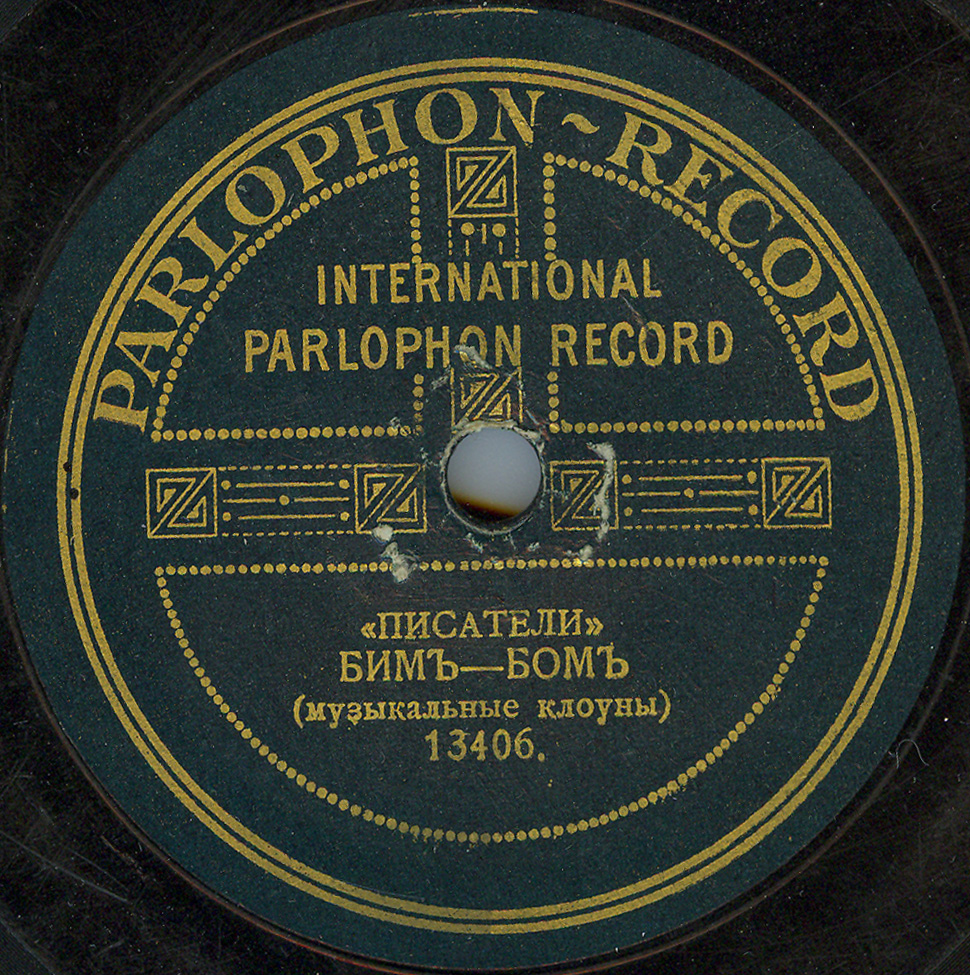 PARLOPHON~RECORD
INTERNATIONAL
PARLOPHON RECORD
«ПИСАТЕЛИ»
БИМЪ—БОМЪ
(музыкальные клоуны)
13406.